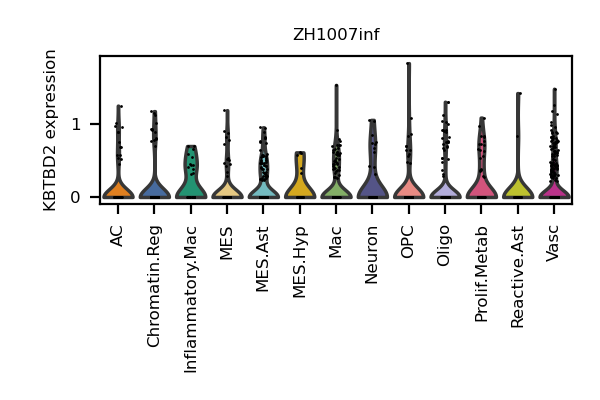 ZH1007inf
KBTBD2 expression
1
0
AC
Chromatin.Reg
Inflammatory.Mac
MES
MES.Ast
MES.Hyp
Mac
Neuron
OPC
Oligo
Prolif.Metab
Reactive.Ast
Vasc